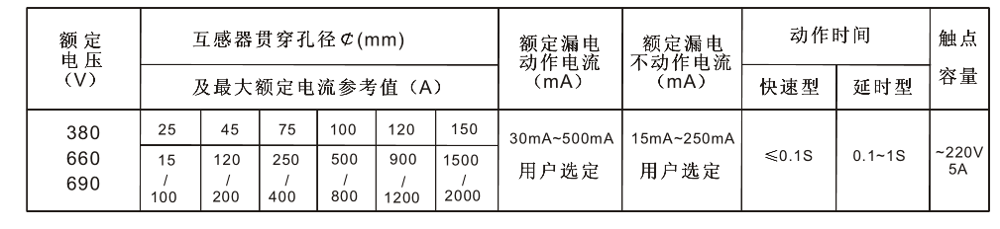 额定
电压
(V)
互感器贯穿孔径¢(mm)
及最大额定电流参考值(A)
额定漏电
动作电流
(mA)
额定漏电
不动作电流
(mA)
动作时间
快速型
延时型
触点
容量
380
660
690
25 45 75 100 120 150
15 120 250 500 900 1500
/ / / / / /
100 200 400 800 1200 2000
30mA~500mA
用户选定
15mA~250mA
用户选定
≤0.1S
0.1~1S
~220V
5A